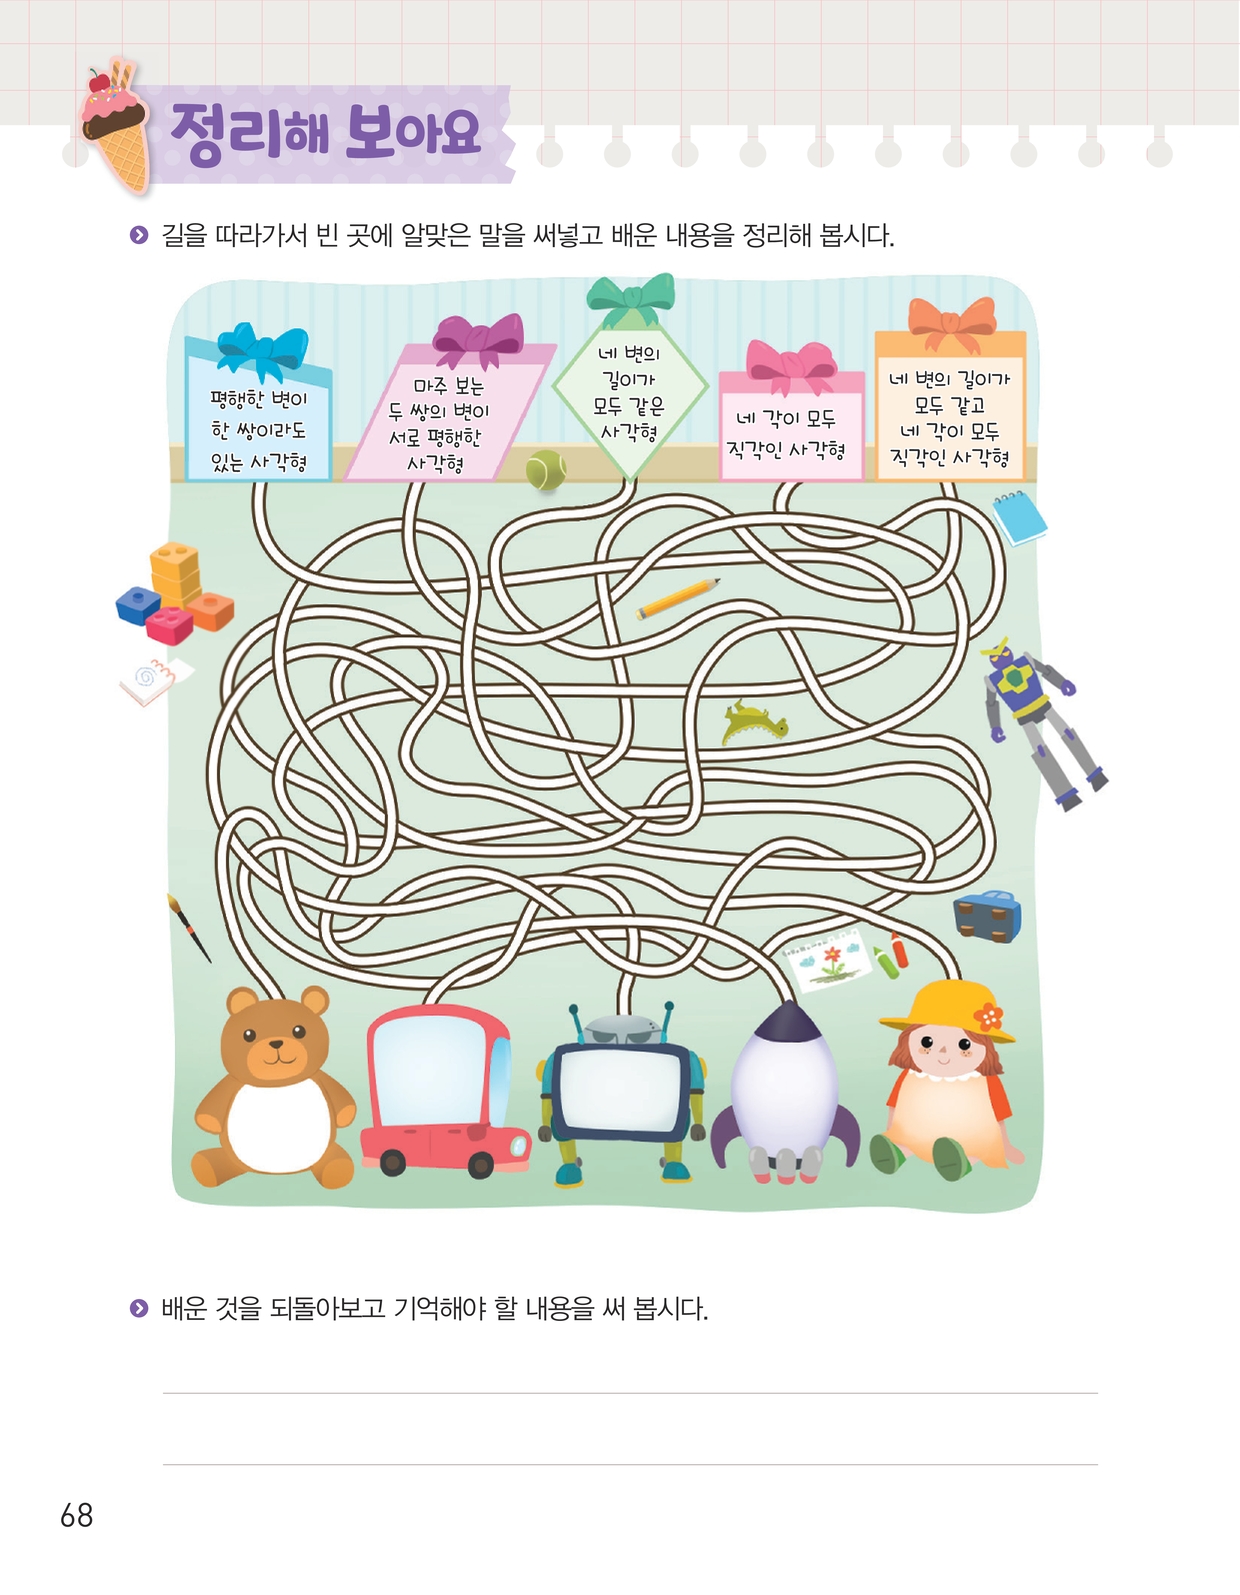 정리해 보아요
길을 따라가서 빈 곳에 알맞은 말을 써넣고 배운 내용을 정리해 봅시다.
평행한 변이
한 쌍이라도
있는 사각형
마주 보는
두 쌍의 변이
서로 평행한
사각형
네 변의
길이가
모두 같은
사각형
네 각이 모두
직각인 사각형
네 변의 길이가
모두 같고
네 각이 모두
직각인 사각형
배운 것을 되돌아보고 기억해야 할 내용을 써 봅시다.
68